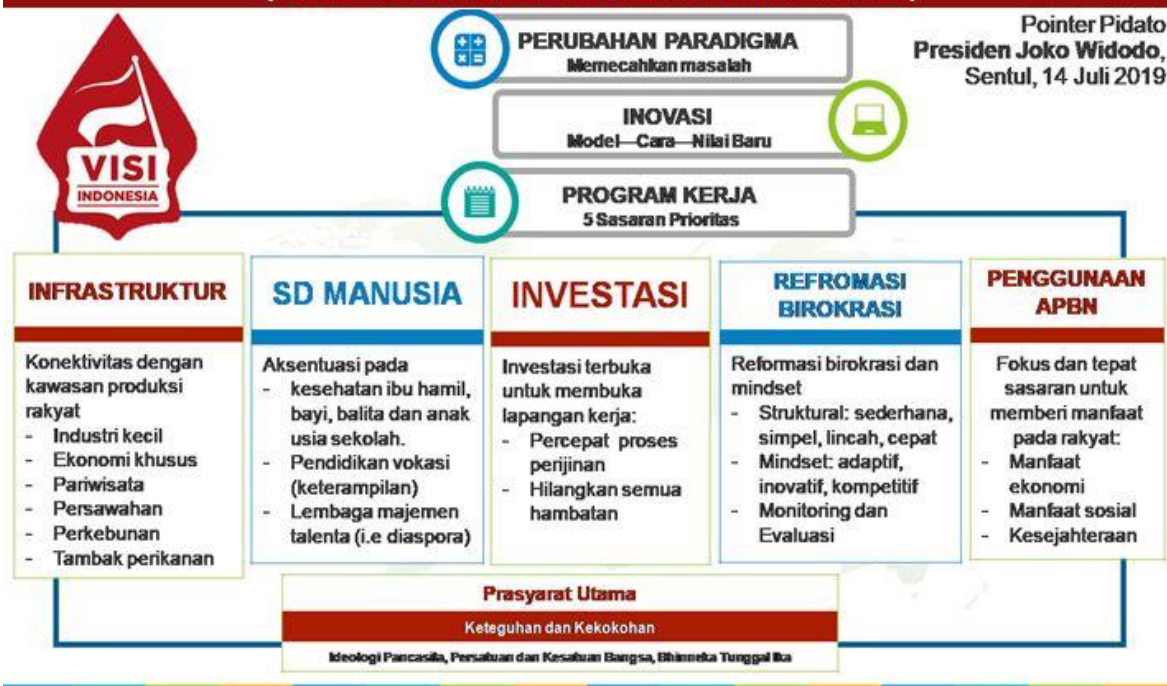 Pointer Pidato
Presiden Joko Widodo,
Sentul, 14 Juli 2019
VISI
INDONESIA
PERUBAHAN PARADIGMA
Memecahkan masalah
INOVASI
Model—Cara—Nilai Baru
PROGRAM KERJA
5 Sasaran Prioritas
INFRASTRUKTUR
Konektivitas dengan
kawasan produksi
rakyat
- Industri kecil
- Ekonomi khusus
- Pariwisata
- Persawahan
- Perkebunan
- Tambak perikanan
SD MANUSIA
Aksentuasi pada
- kesehatan ibu hamil,
bayi, balita dan anak
usia sekolah.
- Pendidikan vokasi
(keterampilan)
- Lembaga majemen
talenta (i.e diaspora)
INVESTASI
Investasi terbuka
untuk membuka
lapangan kerja:
- Percepat proses
perijinan
- Hilangkan semua
hambatan
REFROMASI
BIROKRASI
Reformasi birokrasi dan
mindset
- Struktural: sederhana,
simpel, lincah, cepat
- Mindset: adaptif,
inovatif, kompetitif
- Monitoring dan
Evaluasi
PENGGUNAAN
APBN
Fokus dan tepat
sasaran untuk
memberi manfaat
pada rakyat:
- Manfaat
ekonomi
- Manfaat sosial
- Kesejahteraan
Prasyarat Utama
Keteguhan dan Kekokohan
Ideologi Pancasila, Persatuan dan Kesatuan Bangsa, Bhinneka Tunggal Ika